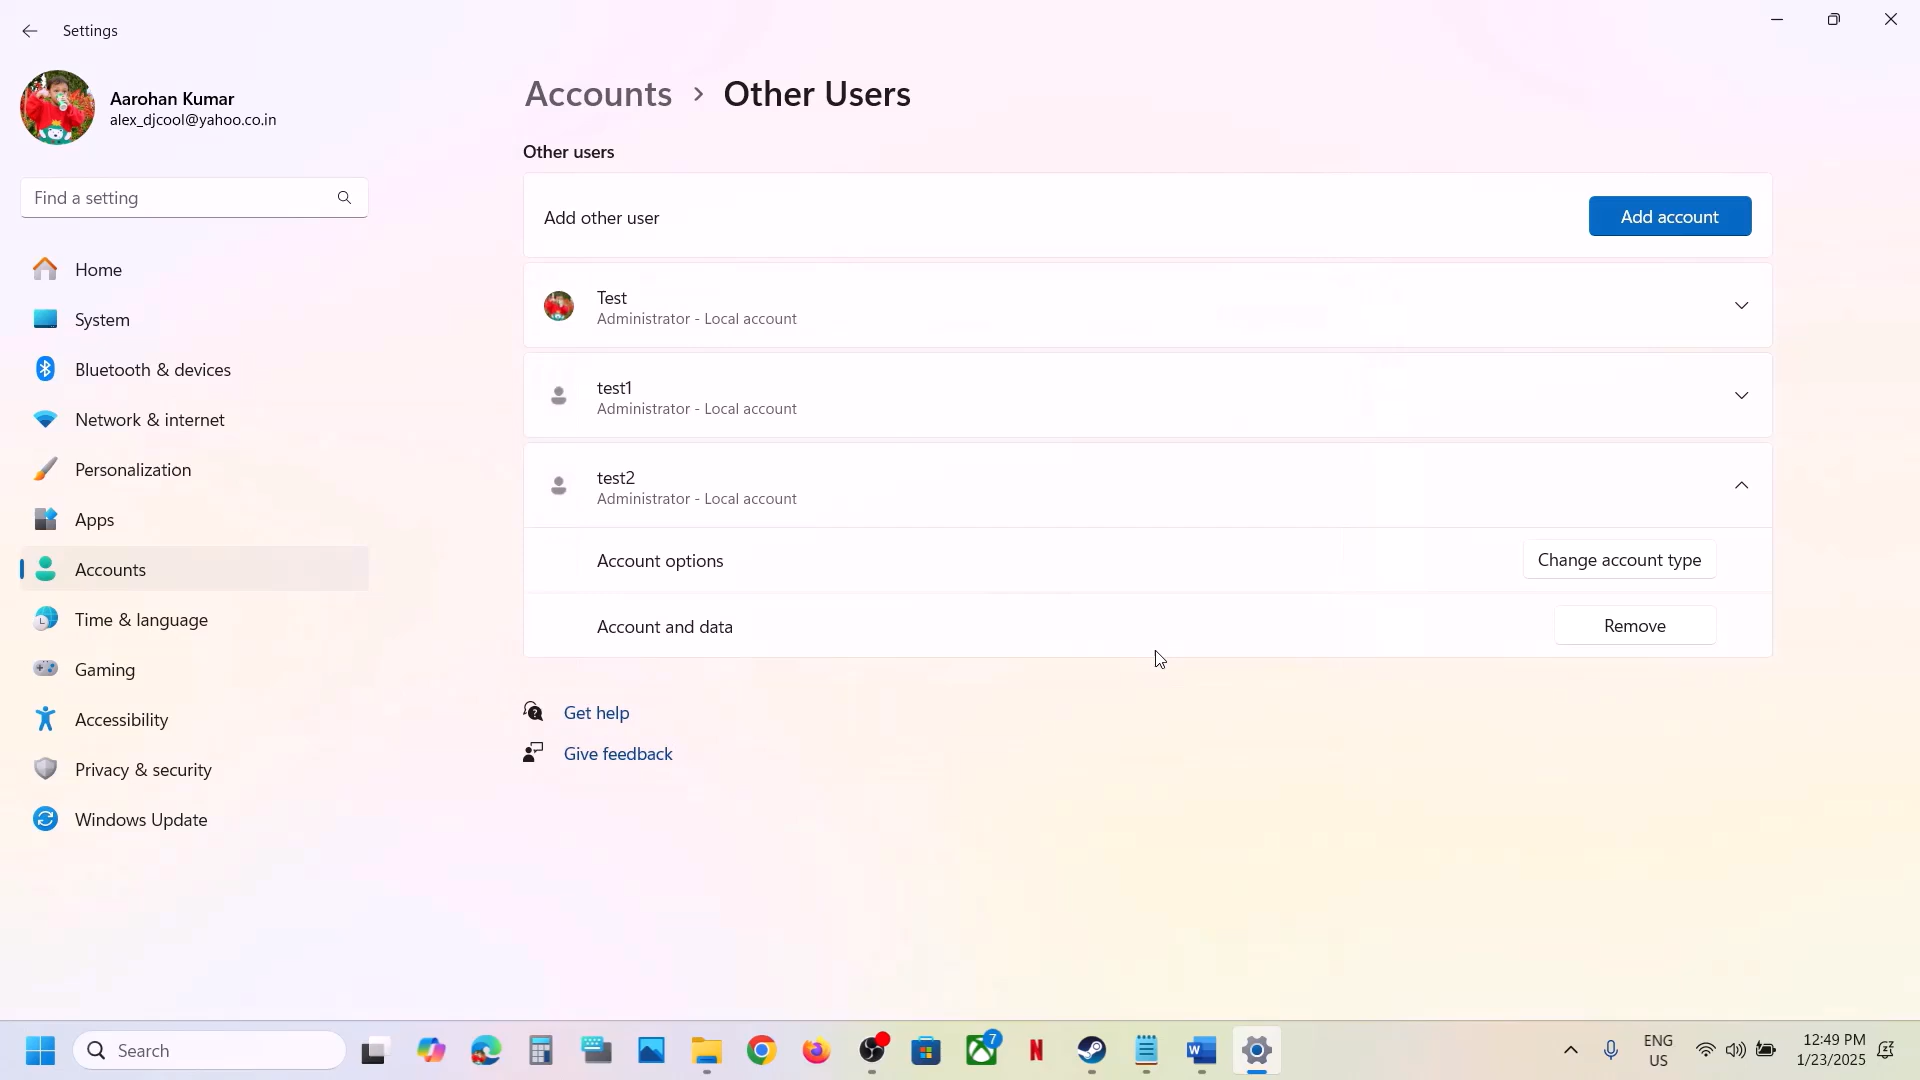 Settings
Aarohan Kumar
alex_djcool@yahoo.co.in
Find a setting
Home
System
Bluetooth & devices
Network & internet
Personalization
Apps
Accounts
Time & language
Gaming
Accessibility
Privacy & security
Windows Update
Accounts > Other Users
Other users
Add other user
Add account
Test
Administrator - Local account
test1
Administrator - Local account
test2
Administrator - Local account
Account options
Change account type
Account and data
Remove
Get help
Give feedback
Search
7
N
W
ENG
US
12:49 PM
1/23/2025